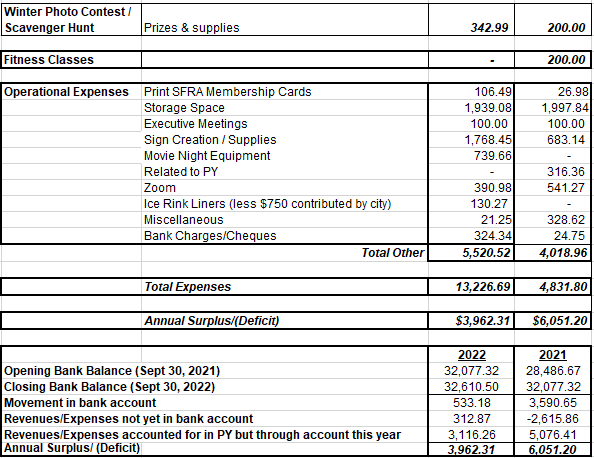 Winter Photo Contest /
Scavenger Hunt Prizes & supplies 342.99 200.00
Fitness Classes - 200.00
Operational Expenses Print SFRA Membership Cards 106.49 26.98
Storage Space 1,939.08 1,997.84
Executive Meetings 100.00 100.00
Sign Creation / Supplies 1,768.45 683.14
Movie Night Equipment 739.66 -
Related to PY - 316.36
Zoom 390.98 541.27
Ice Rink Liners (less $750 contributed by city) 130.27 -
Miscellaneous 21.25 328.62
Bank Charges/Cheques 324.34 24.75
Total Other 5,520.52 4,018.96
Total Expenses 13,226.69 4,831.80
Annual Surplus/(Deficit) $3,962.31 $6,051.20
2022 2021
Opening Bank Balance (Sept 30, 2021) 32,077.32 28,486.67
Closing Bank Balance (Sept 30, 2022) 32,610.50 32,077.32
Movement in bank account 533.18 3,590.65
Revenues/Expenses not yet in bank account 312.87 -2,615.86
Revenues/Expenses accounted for in PY but through account this year 3,116.26 5,076.41
Annual Surplus/ (Deficit) 3,962.31 6,051.20